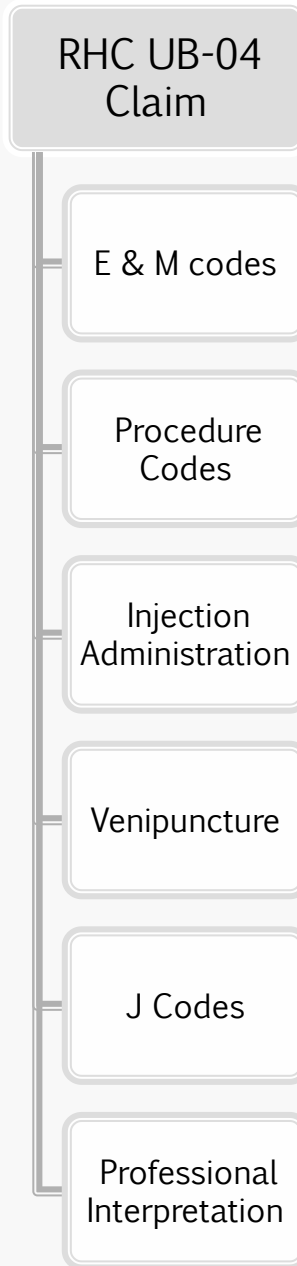 RHC UB-04
Claim
E & M codes
Procedure
Codes
Injection
Administration
Venipuncture
J Codes
Professional
Interpretation